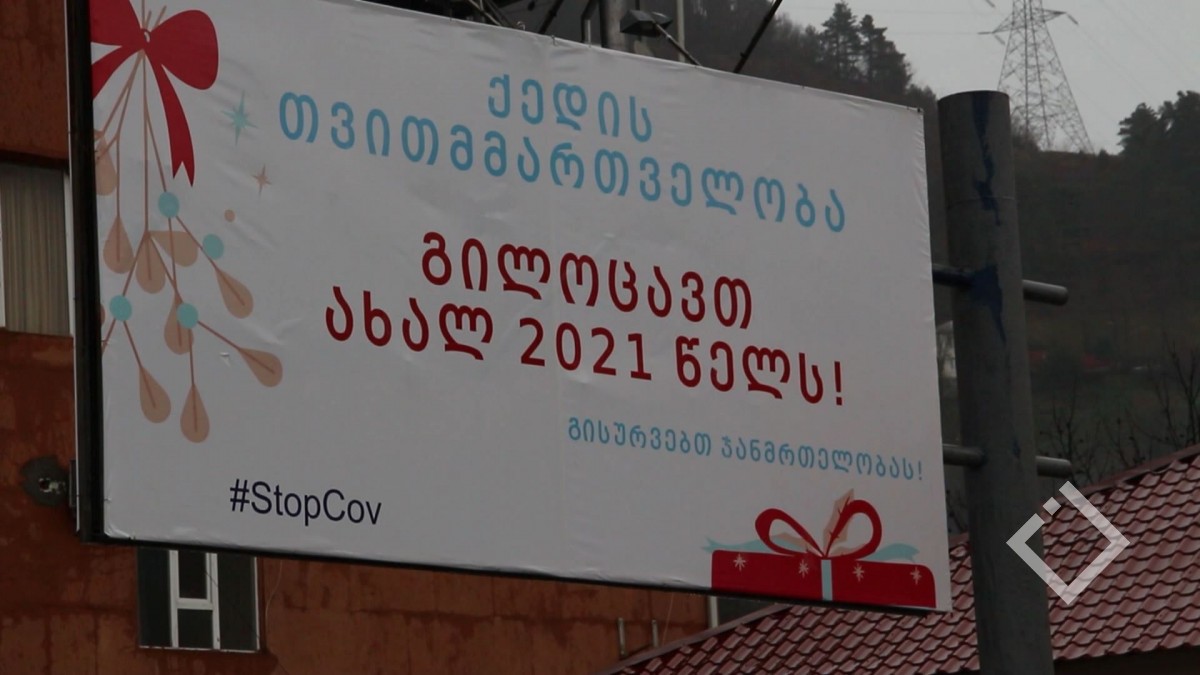 ქედის
თვითმმართველობა
გილოცავთ
ახალ 2021 წელს!
გისურვებთ ჯანმრთელობას!
#StopCov